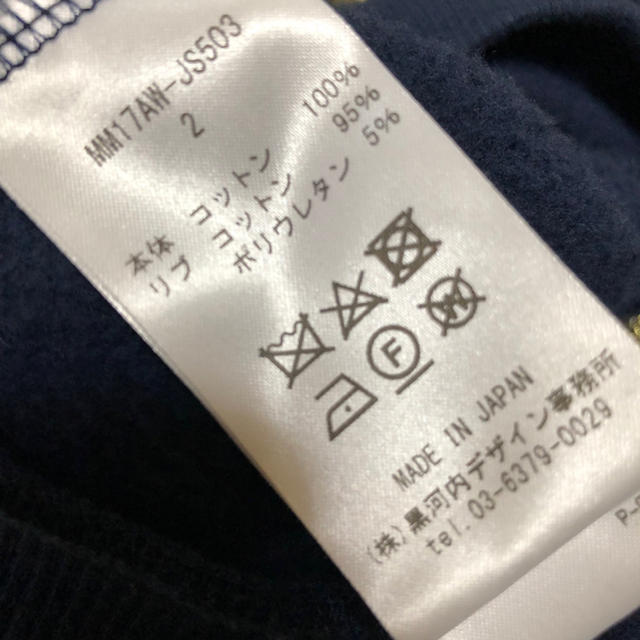 MM17AW-JS503
2
本体 コットン 100%
リブ コットン 95%
ポリウレタン 5%
W
F
MADE IN JAPAN
(株)黒河内デザイン事務所
tel.03-6379-0029